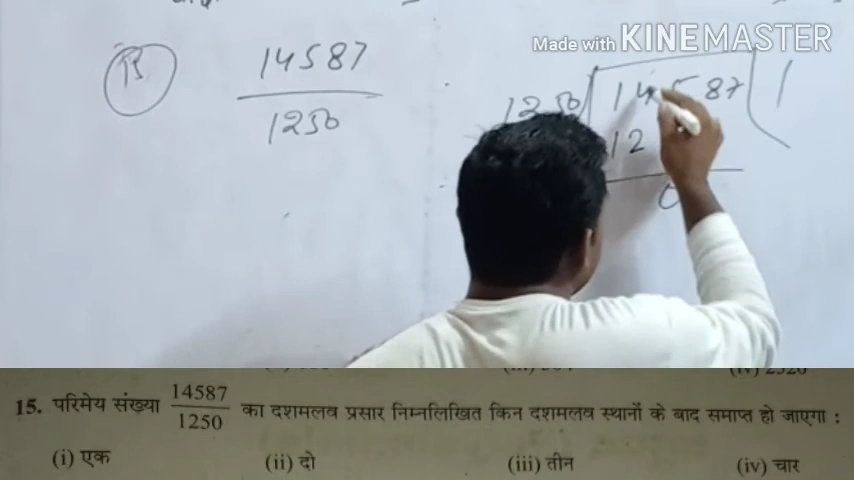 Made with KINEMASTER
15. 14587 1250 14587 1
1250 12
0
15. परिमेय संख्या 14587/1250 का दशमलव प्रसार निम्नलिखित किन दशमलव स्थानों के बाद समाप्त हो जाएगा :
(i) एक (ii) दो (iii) तीन (iv) चार